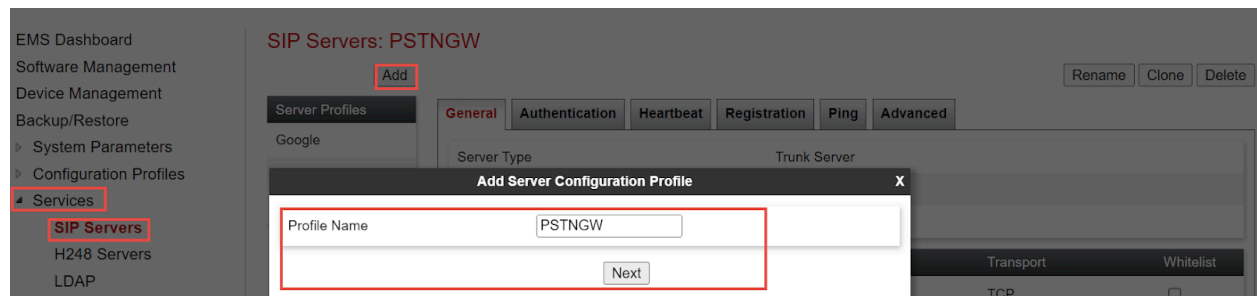 EMS Dashboard
Software Management
Device Management
Backup/Restore
System Parameters
Configuration Profiles
Services
SIP Servers
H248 Servers
LDAP
SIP Servers: PSTNGW
Add
Rename Clone Delete
Server Profiles
Google
General Authentication Heartbeat Registration Ping Advanced
Server Type Trunk Server
Add Server Configuration Profile X
Profile Name PSTNGW
Next
Transport Whitelist
TCP